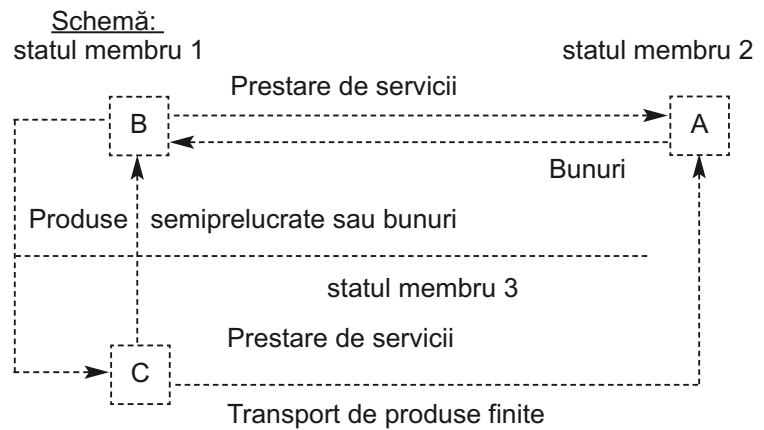 Schemă:
statul membru 1 statul membru 2
Prestare de servicii
B A
Bunuri
Produse semiprelucrate sau bunuri
statul membru 3
Prestare de servicii
C
Transport de produse finite